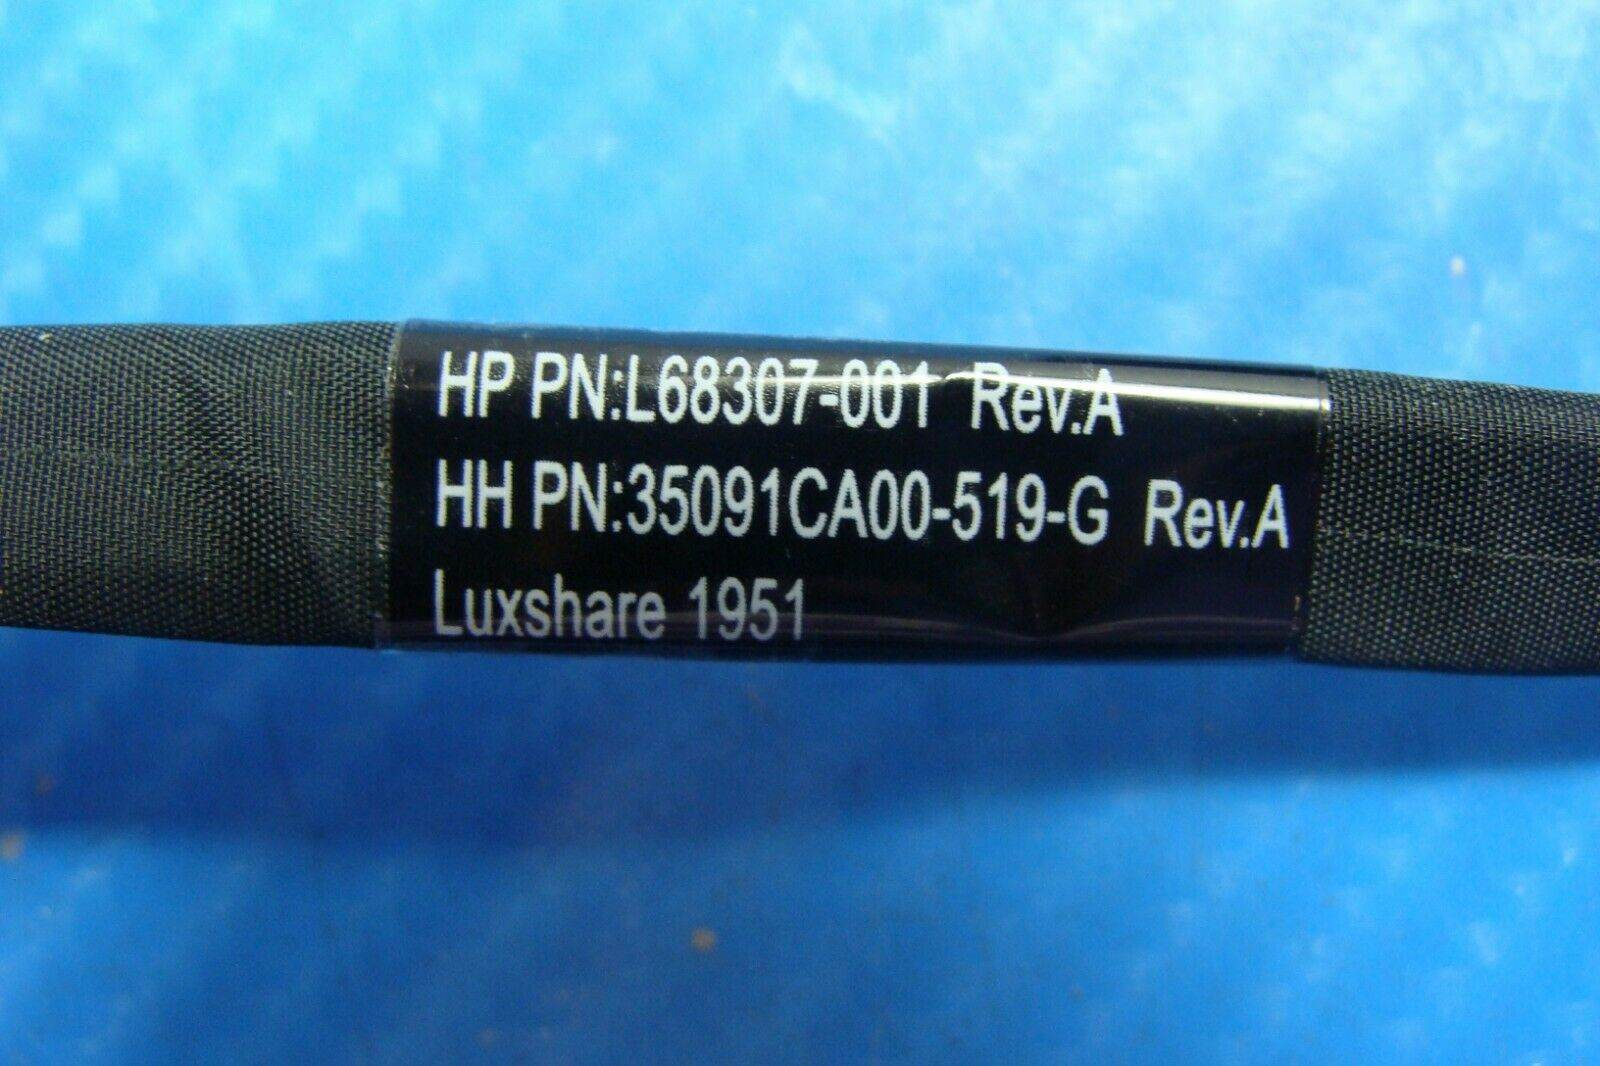 HP PN:L68307-001 Rev.A
HH PN:35091CA00-519-G Rev.A
Luxshare 1951